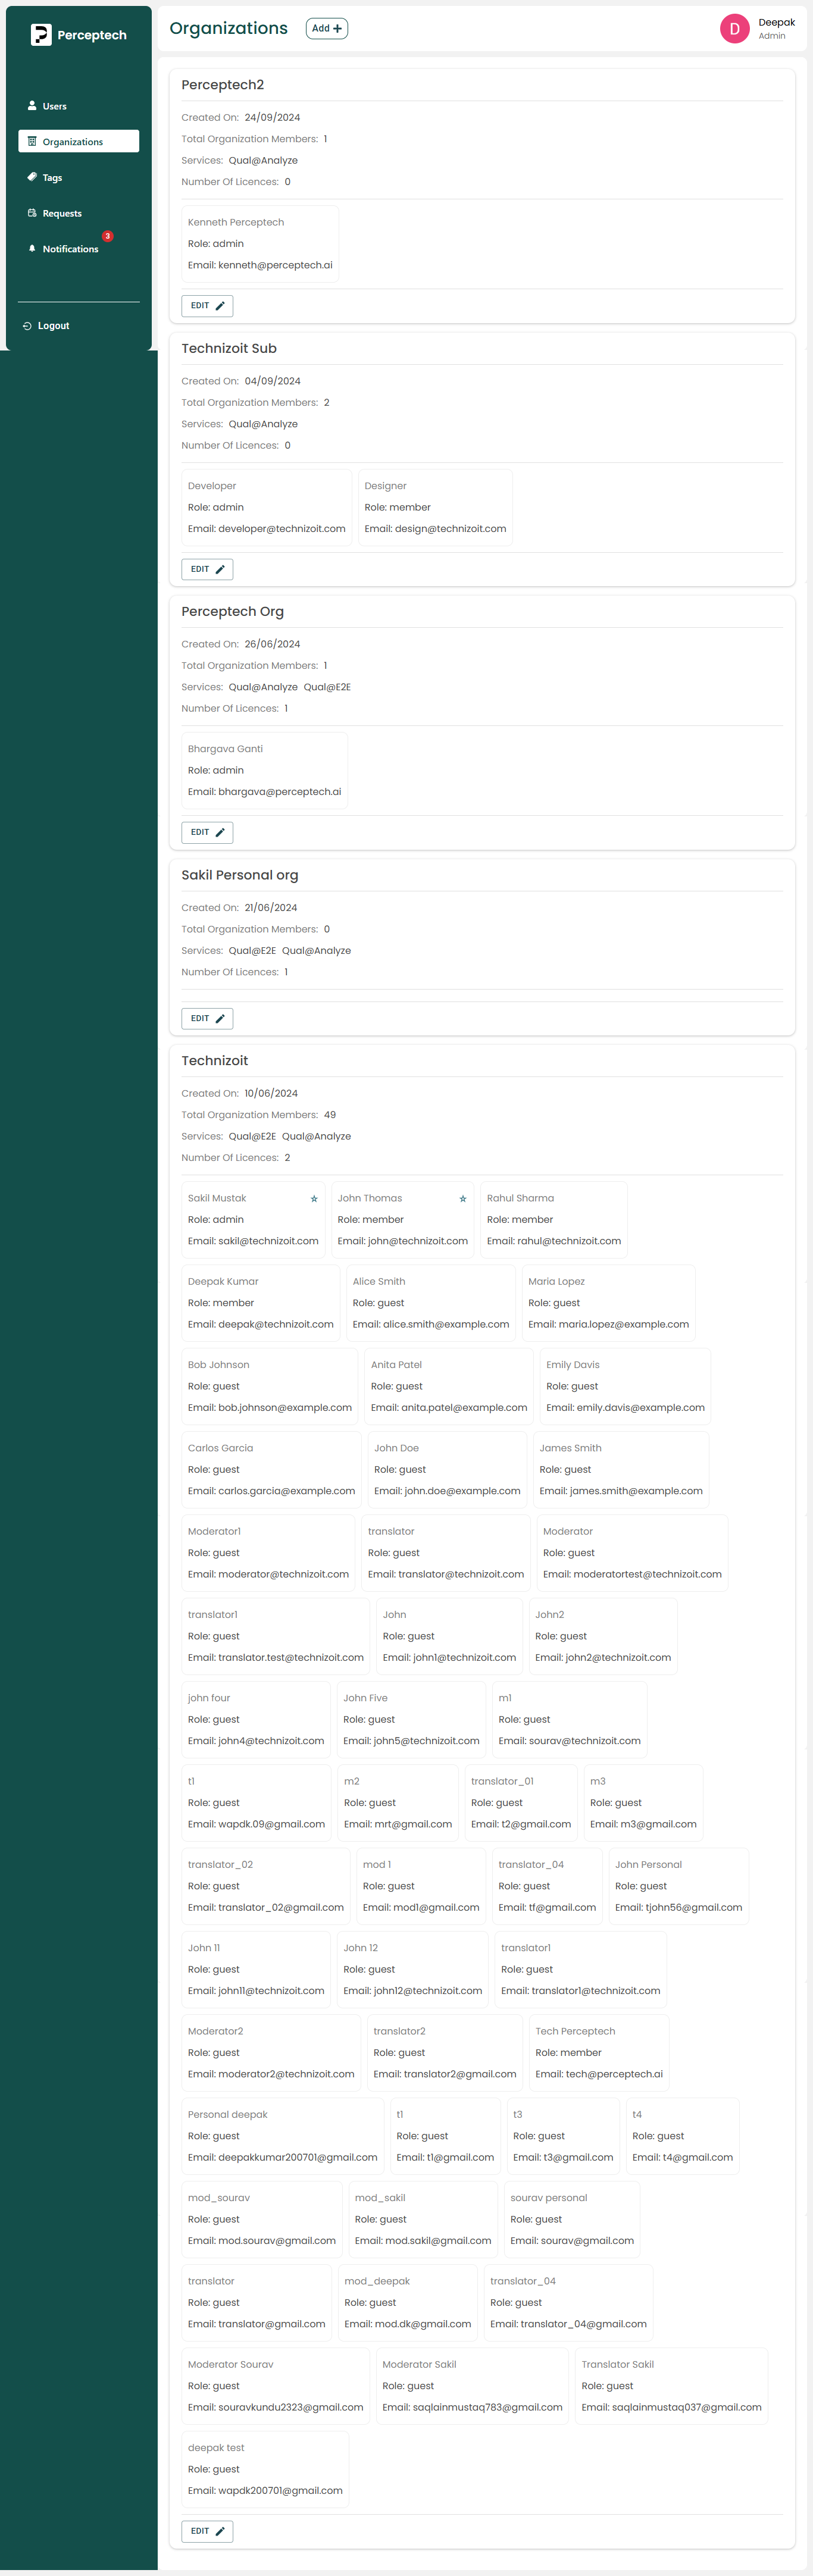 Perceptech
Users
Organizations
Tags
Requests
3
Notifications
Logout
Organizations
Add
D
Deepak
Admin
Perceptech2
Created On: 24/09/2024
Total Organization Members: 1
Services: Qual@Analyze
Number Of Licences: 0
Kenneth Perceptech
Role: admin
Email: kenneth@perceptech.ai
EDIT
Technizoit Sub
Created On: 04/09/2024
Total Organization Members: 2
Services: Qual@Analyze
Number Of Licences: 0
Developer
Role: admin
Email: developer@technizoit.com
Designer
Role: member
Email: design@technizoit.com
EDIT
Perceptech Org
Created On: 26/06/2024
Total Organization Members: 1
Services: Qual@Analyze Qual@E2E
Number Of Licences: 1
Bhargava Ganti
Role: admin
Email: bhargava@perceptech.ai
EDIT
Sakil Personal org
Created On: 21/06/2024
Total Organization Members: 0
Services: Qual@E2E Qual@Analyze
Number Of Licences: 1
EDIT
Technizoit
Created On: 10/06/2024
Total Organization Members: 49
Services: Qual@E2E Qual@Analyze
Number Of Licences: 2
Sakil Mustak
Role: admin
Email: sakil@technizoit.com
John Thomas
Role: member
Email: john@technizoit.com
Rahul Sharma
Role: member
Email: rahul@technizoit.com
Deepak Kumar
Role: member
Email: deepak@technizoit.com
Alice Smith
Role: guest
Email: alice.smith@example.com
Maria Lopez
Role: guest
Email: maria.lopez@example.com
Bob Johnson
Role: guest
Email: bob.johnson@example.com
Anita Patel
Role: guest
Email: anita.patel@example.com
Emily Davis
Role: guest
Email: emily.davis@example.com
Carlos Garcia
Role: guest
Email: carlos.garcia@example.com
John Doe
Role: guest
Email: john.doe@example.com
James Smith
Role: guest
Email: james.smith@example.com
Moderator1
Role: guest
Email: moderator@technizoit.com
translator
Role: guest
Email: translator@technizoit.com
Moderator
Role: guest
Email: moderatortest@technizoit.com
translator1
Role: guest
Email: translator.test@technizoit.com
John
Role: guest
Email: john1@technizoit.com
John2
Role: guest
Email: john2@technizoit.com
john four
Role: guest
Email: john4@technizoit.com
John Five
Role: guest
Email: john5@technizoit.com
m1
Role: guest
Email: sourav@technizoit.com
t1
Role: guest
Email: wapdk.09@gmail.com
m2
Role: guest
Email: mrt@gmail.com
translator_01
Role: guest
Email: t2@gmail.com
m3
Role: guest
Email: m3@gmail.com
translator_02
Role: guest
Email: translator_02@gmail.com
mod 1
Role: guest
Email: mod1@gmail.com
translator_04
Role: guest
Email: tf@gmail.com
John Personal
Role: guest
Email: tjohn56@gmail.com
John 11
Role: guest
Email: john11@technizoit.com
John 12
Role: guest
Email: john12@technizoit.com
translator1
Role: guest
Email: translator1@technizoit.com
Moderator2
Role: guest
Email: moderator2@technizoit.com
translator2
Role: guest
Email: translator2@gmail.com
Tech Perceptech
Role: member
Email: tech@perceptech.ai
Personal deepak
Role: guest
Email: deepakkumar200701@gmail.com
t1
Role: guest
Email: t1@gmail.com
t3
Role: guest
Email: t3@gmail.com
t4
Role: guest
Email: t4@gmail.com
mod_sourav
Role: guest
Email: mod.sourav@gmail.com
mod_sakil
Role: guest
Email: mod.sakil@gmail.com
sourav personal
Role: guest
Email: sourav@gmail.com
translator
Role: guest
Email: translator@gmail.com
mod_deepak
Role: guest
Email: mod.dk@gmail.com
translator_04
Role: guest
Email: translator_04@gmail.com
Moderator Sourav
Role: guest
Email: souravkundu2323@gmail.com
Moderator Sakil
Role: guest
Email: saqlainmustaq783@gmail.com
Translator Sakil
Role: guest
Email: saqlainmustaq037@gmail.com
deepak test
Role: guest
Email: wapdk200701@gmail.com
EDIT